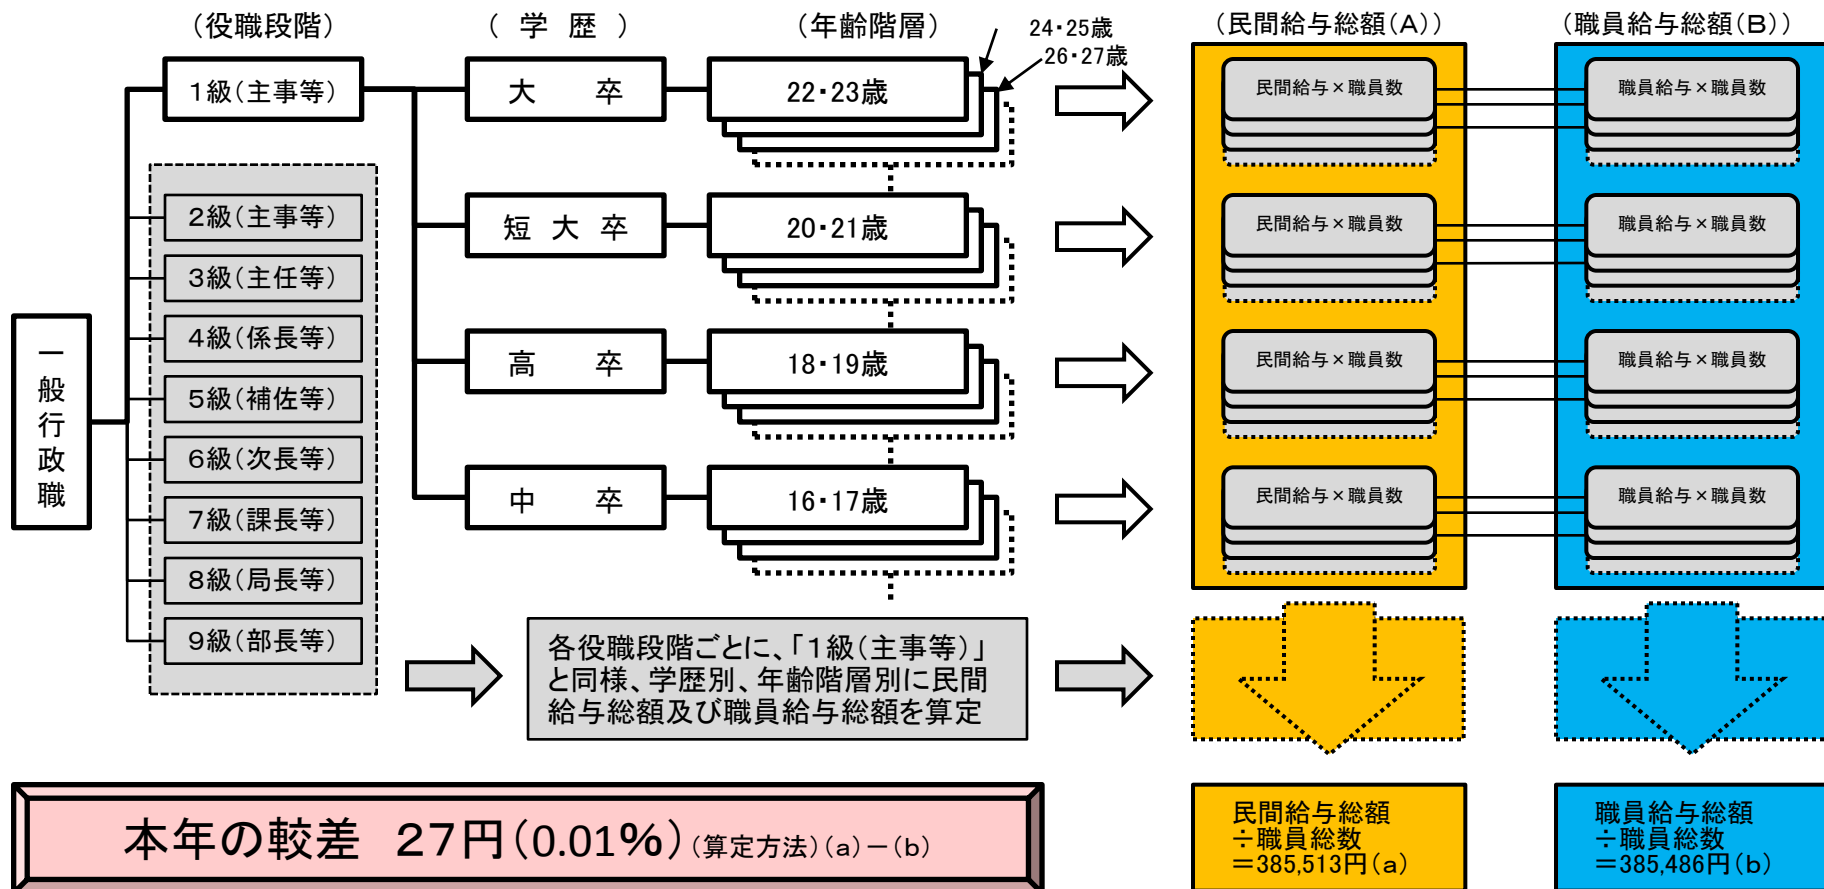 (役職段階)
(学 歴)
(年齢階層)
24・25歳
26・27歳
(民間給与総額(A))
(職員給与総額(B))
1級(主事等)
大 卒
22・23歳
民間給与×職員数
職員給与×職員数
2級(主事等)
短 大 卒
20・21歳
民間給与×職員数
職員給与×職員数
3級(主任等)
4級(係長等)
高 卒
18・19歳
民間給与×職員数
職員給与×職員数
一般行政職
5級(補佐等)
6級(次長等)
中 卒
16・17歳
民間給与×職員数
職員給与×職員数
7級(課長等)
8級(局長等)
9級(部長等)
各役職段階ごとに、「1級(主事等)」
と同様、学歴別、年齢階層別に民間
給与総額及び職員給与総額を算定
本年の較差 27円(0.01%)(算定方法)(a)-(b)
民間給与総額
÷職員総数
=385,513円(a)
職員給与総額
÷職員総数
=385,486円(b)